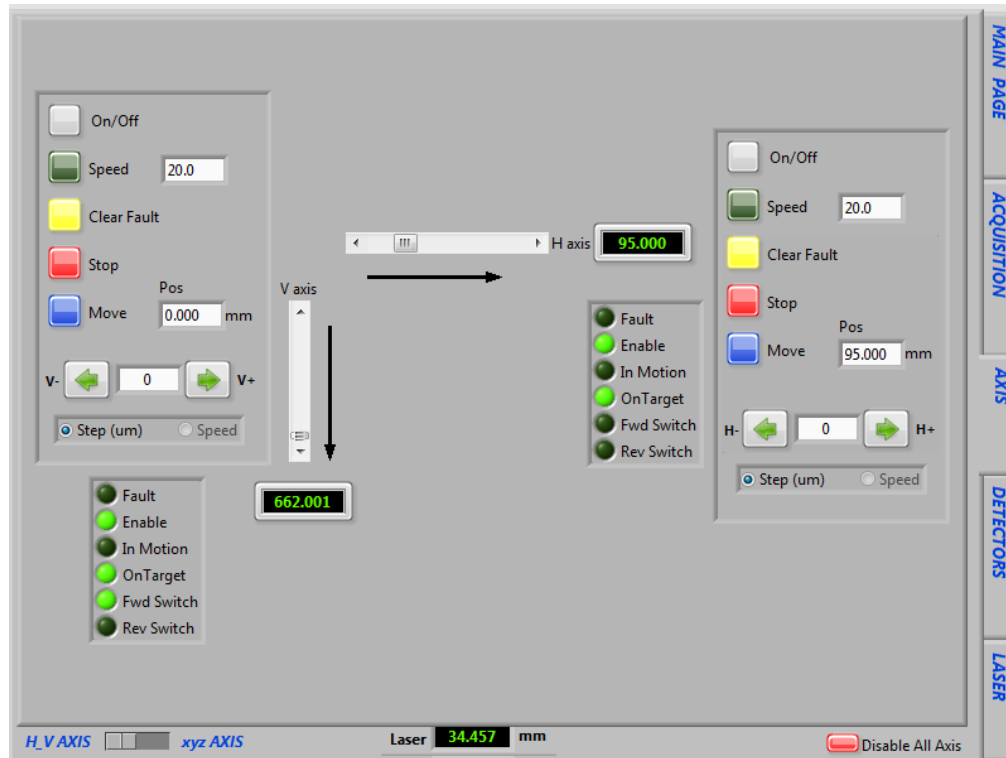 On/Off
Speed 20.0
Clear Fault
Stop
Pos
Move 0.000 mm
V- 0 V+
Step (um) Speed
Fault
Enable
In Motion
OnTarget
Fwd Switch
Rev Switch
V axis
662.001
H axis 95.000
Fault
Enable
In Motion
OnTarget
Fwd Switch
Rev Switch
On/Off
Speed 20.0
Clear Fault
Stop
Pos
Move 95.000 mm
H- 0 H+
Step (um) Speed
MAIN PAGE
ACQUISITION
AXIS
DETECTORS
LASER
H_V AXIS xyz AXIS
Laser 34.457 mm
Disable All Axis